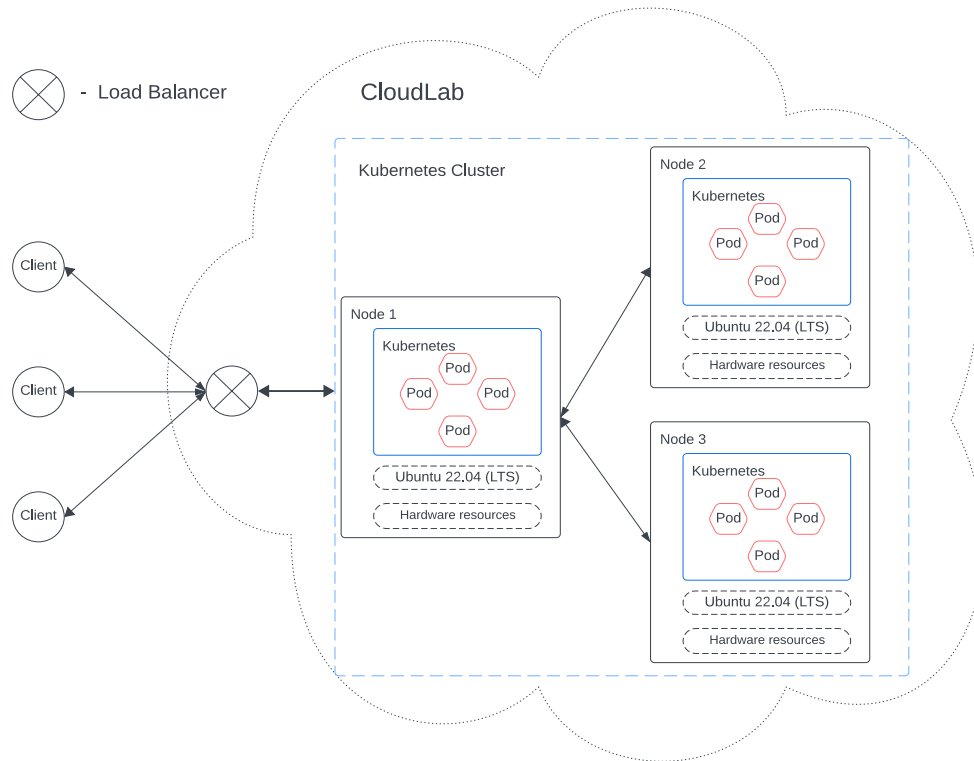 - Load Balancer
CloudLab
Kubernetes Cluster
Client
Client
Client
Node 1
Kubernetes
Pod
Pod
Pod
Pod
Ubuntu 22.04 (LTS)
Hardware resources
Node 2
Kubernetes
Pod
Pod
Pod
Pod
Ubuntu 22.04 (LTS)
Hardware resources
Node 3
Kubernetes
Pod
Pod
Pod
Pod
Ubuntu 22.04 (LTS)
Hardware resources